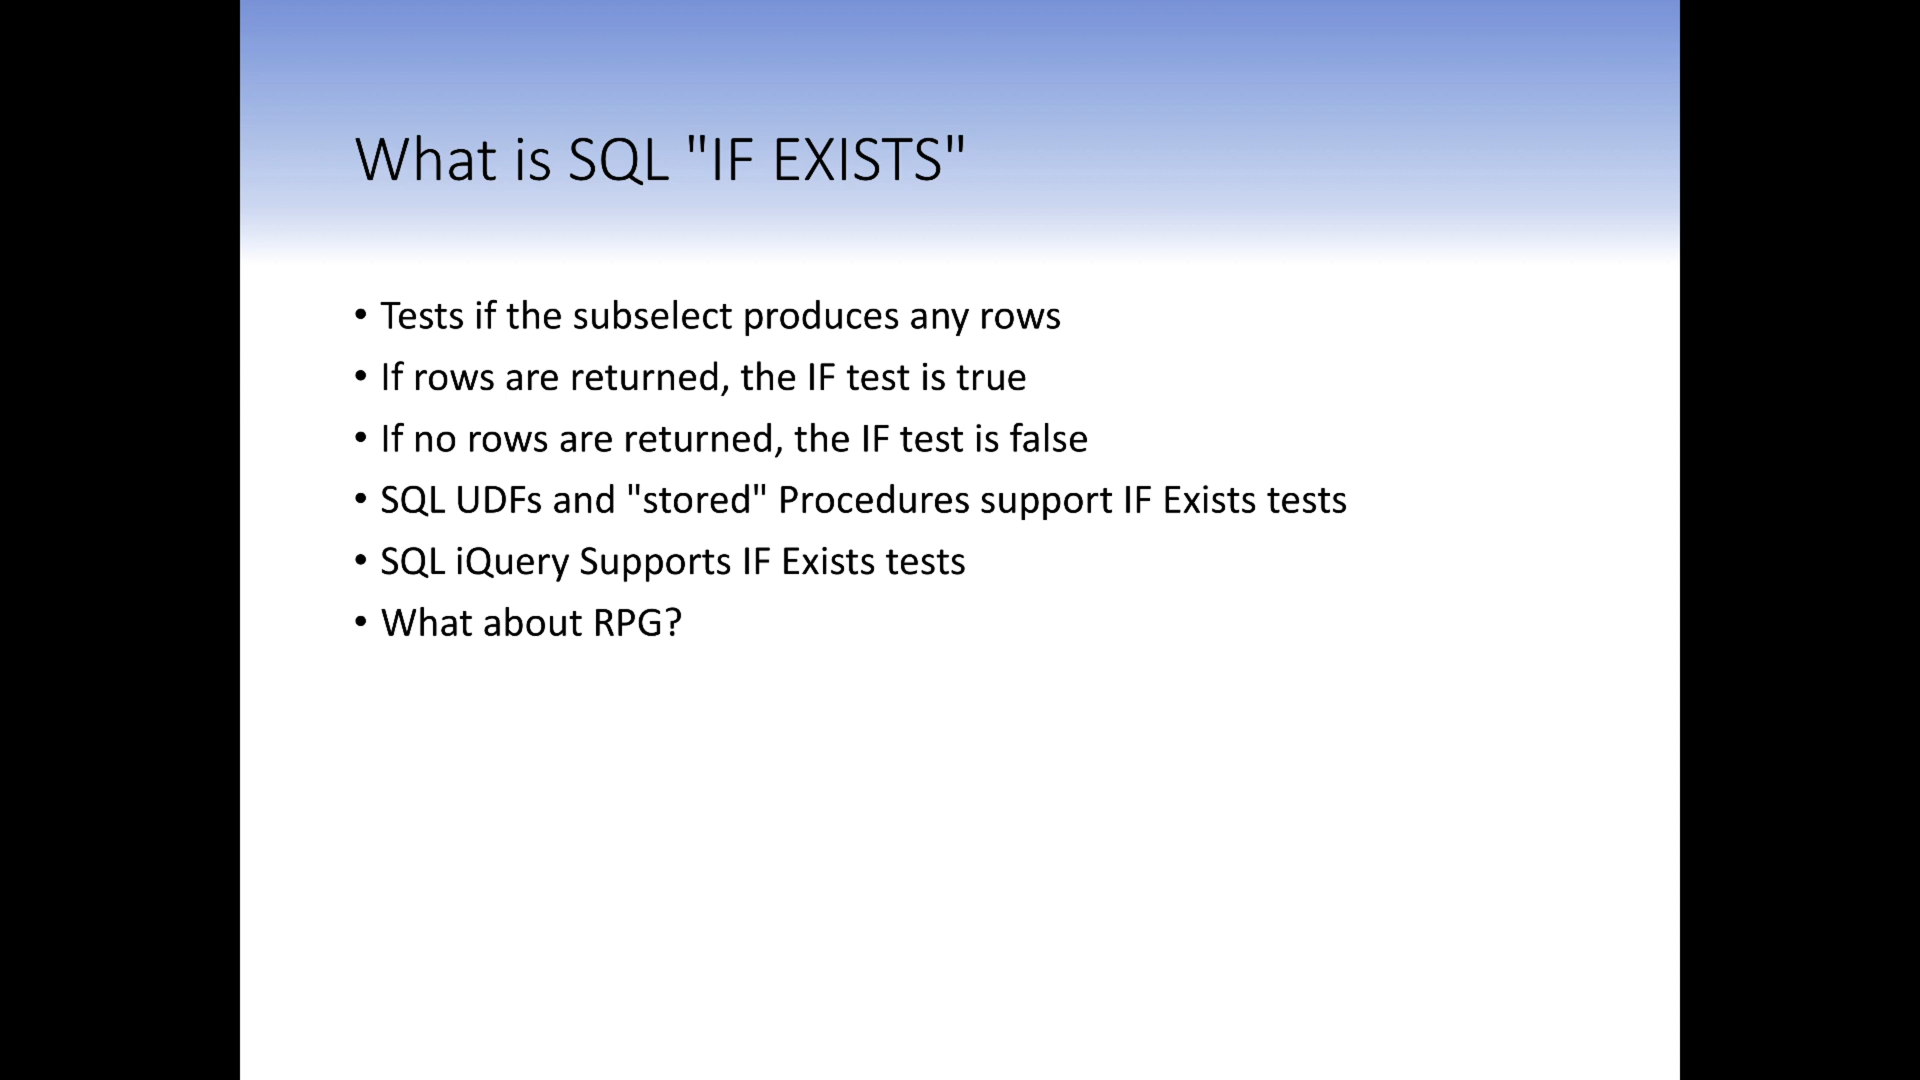 What is SQL "IF EXISTS"
• Tests if the subselect produces any rows
• If rows are returned, the IF test is true
• If no rows are returned, the IF test is false
• SQL UDFs and "stored" Procedures support IF Exists tests
• SQL iQuery Supports IF Exists tests
• What about RPG?